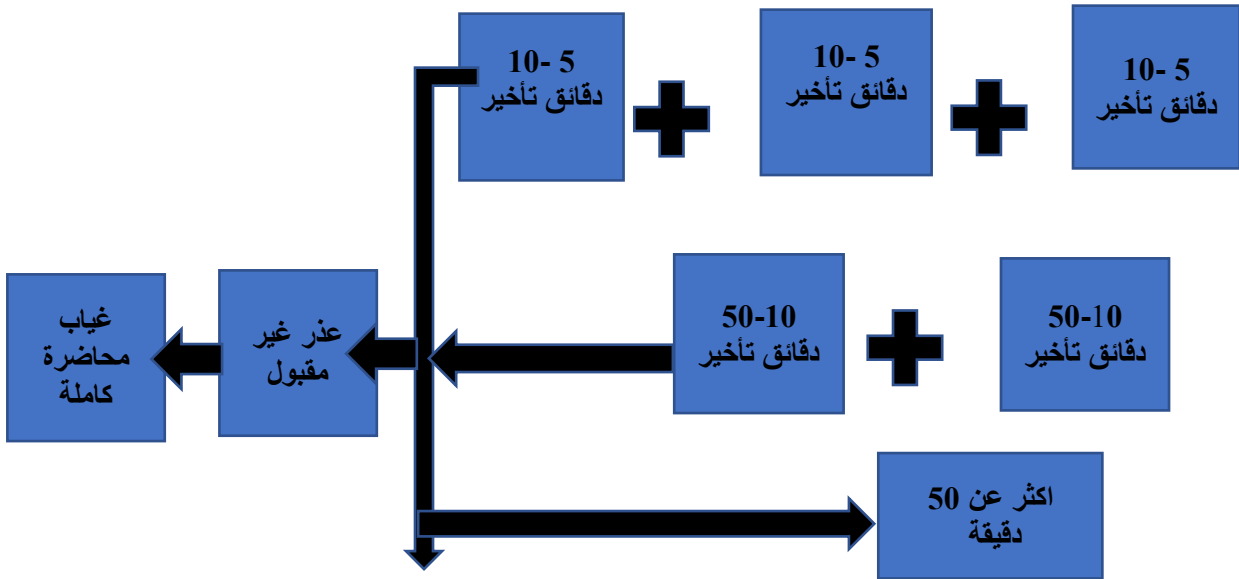 5 -10
دقائق تأخير
5 -10
دقائق تأخير
5 -10
دقائق تأخير
50-10
دقائق تأخير
50-10
دقائق تأخير
عذر غير
مقبول
غياب
محاضرة
كاملة
اكثر عن 50
دقيقة